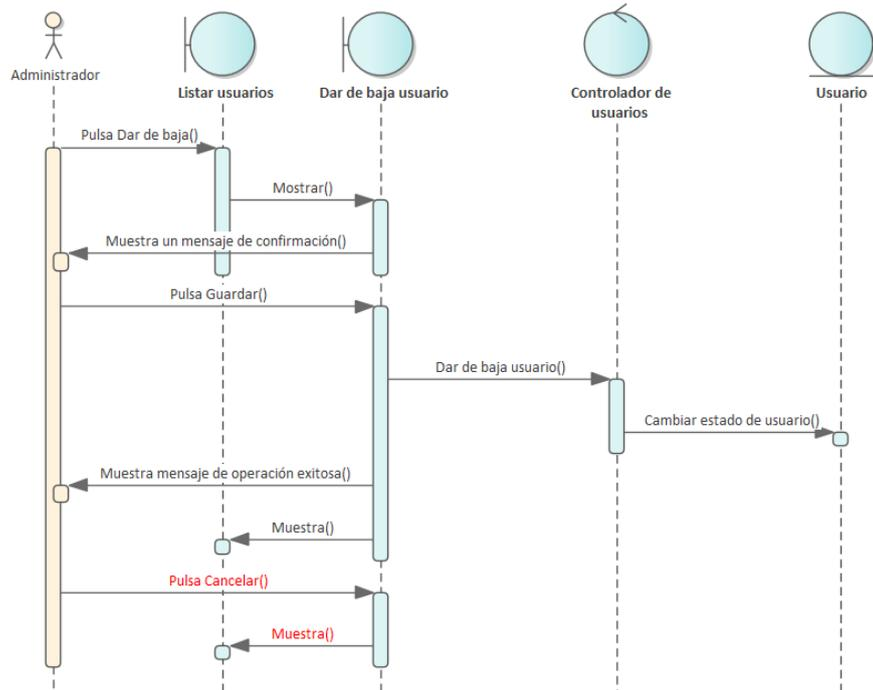 Administrador
Listar usuarios
Dar de baja usuario
Controlador de
usuarios
Usuario
Pulsa Dar de baja()
Mostrar()
Muestra un mensaje de confirmación()
Pulsa Guardar()
Dar de baja usuario()
Cambiar estado de usuario()
Muestra mensaje de operación exitosa()
Muestra()
Pulsa Cancelar()
Muestra()